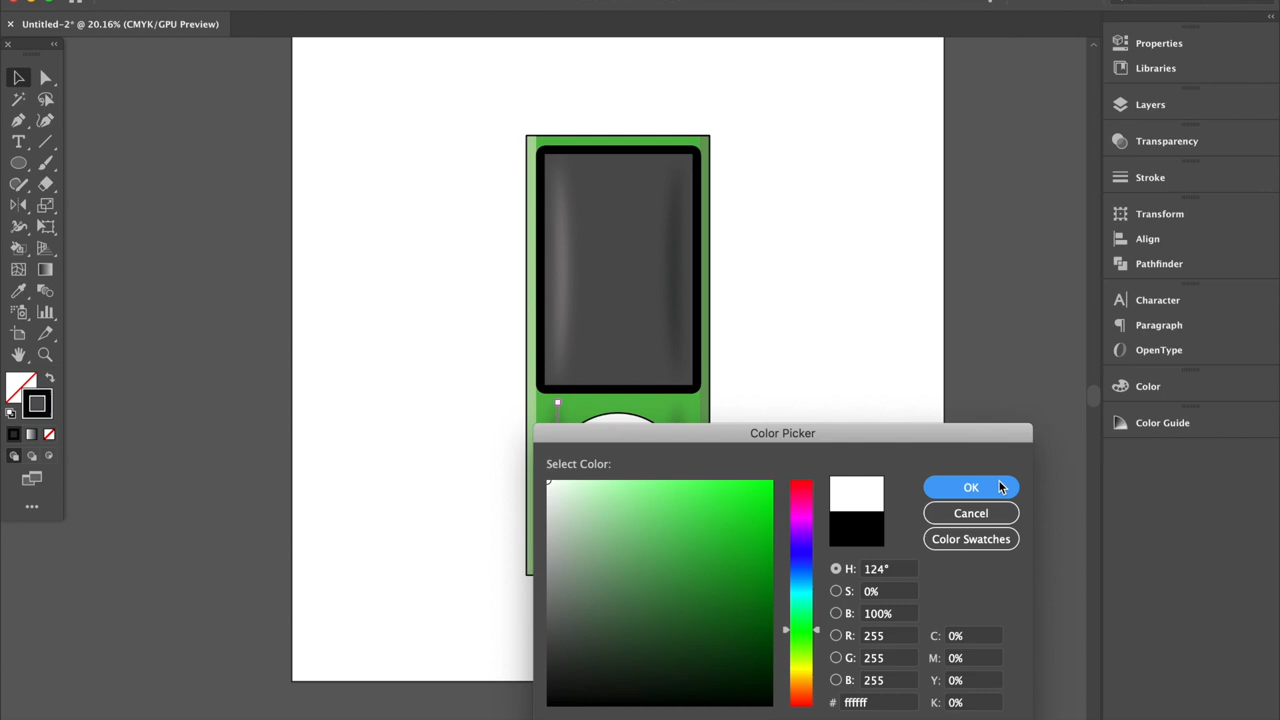 Untitled-2* @ 20.16% (CMYK/GPU Preview)
Properties
Libraries
Layers
Transparency
Stroke
Transform
Align
Pathfinder
Character
Paragraph
OpenType
Color
Color Guide
Color Picker
Select Color:
OK
Cancel
Color Swatches
H: 124°
S: 0%
B: 100%
R: 255 C: 0%
G: 255 M: 0%
B: 255 Y: 0%
# ffffff K: 0%